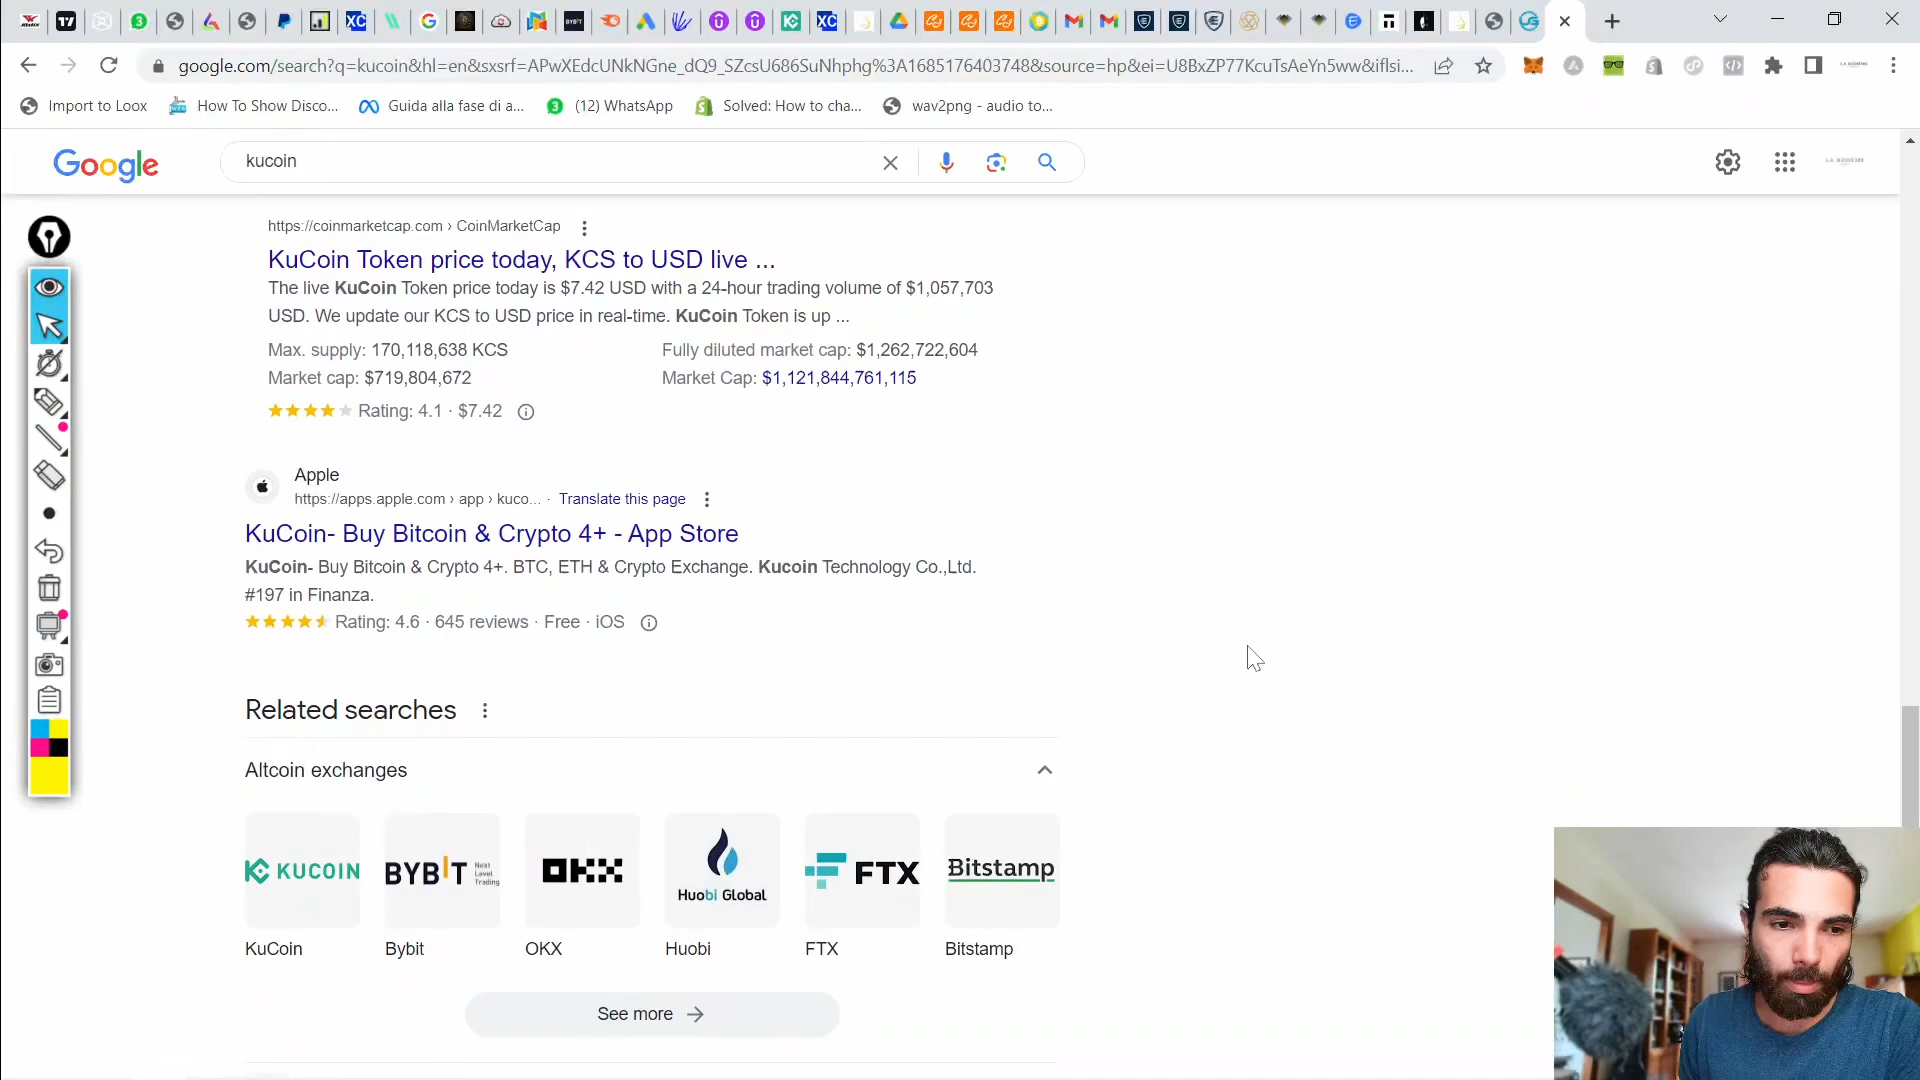 google.com/search?q=kucoin&hl=en&sxsrf=APwXEdcUNkNGne_dQ9_SZcsU686SuNhphg%3A1685176403748&source=hp&ei=U8BxZP77KcuTsAeYn5ww&iflsi...
Import to Loox
How To Show Disco...
Guida alla fase di a...
(12) WhatsApp
Solved: How to cha...
wav2png - audio to...
Google
kucoin
https://coinmarketcap.com › CoinMarketCap
KuCoin Token price today, KCS to USD live ...
The live KuCoin Token price today is $7.42 USD with a 24-hour trading volume of $1,057,703
USD. We update our KCS to USD price in real-time. KuCoin Token is up ...
Max. supply: 170,118,638 KCS
Fully diluted market cap: $1,262,722,604
Market cap: $719,804,672
Market Cap: $1,121,844,761,115
Rating: 4.1 · $7.42
Apple
https://apps.apple.com › app › kuco... · Translate this page
KuCoin- Buy Bitcoin & Crypto 4+ - App Store
KuCoin- Buy Bitcoin & Crypto 4+. BTC, ETH & Crypto Exchange. Kucoin Technology Co.,Ltd.
#197 in Finanza.
Rating: 4.6 · 645 reviews · Free · iOS
Related searches
Altcoin exchanges
KUCOIN
BYBIT Next Level Trading
OKX
Huobi Global
FTX
Bitstamp
KuCoin
Bybit
OKX
Huobi
FTX
Bitstamp
See more